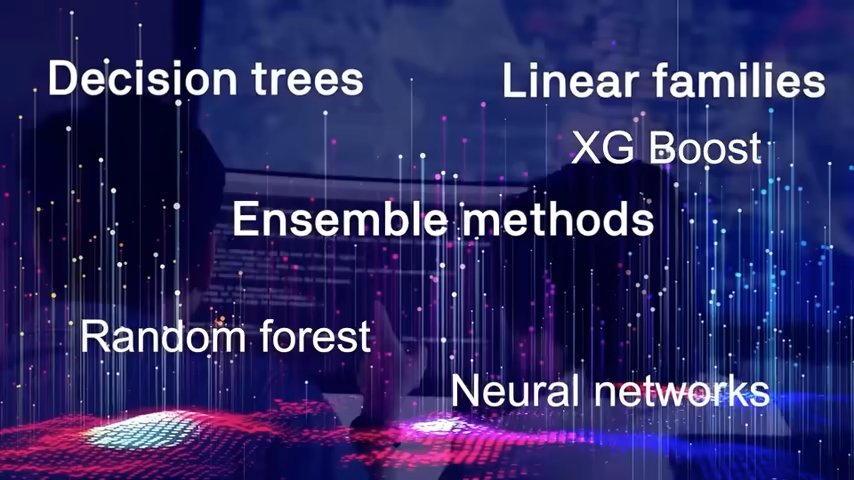 Decision trees
Linear families
XG Boost
Ensemble methods
Random forest
Neural networks